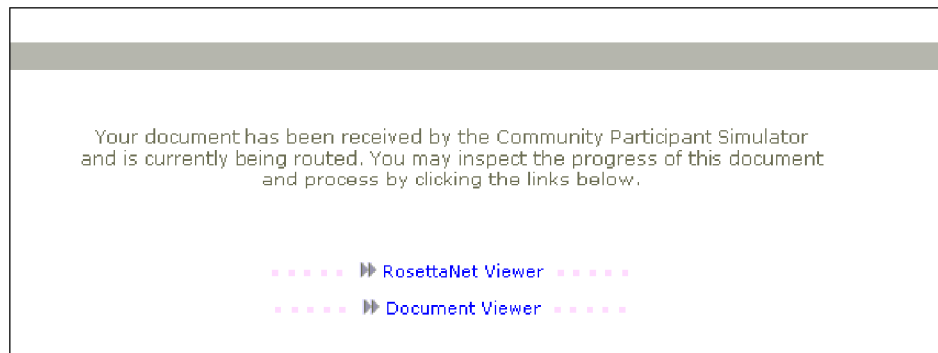 Your document has been received by the Community Participant Simulator
and is currently being routed. You may inspect the progress of this document
and process by clicking the links below.
RosettaNet Viewer
Document Viewer